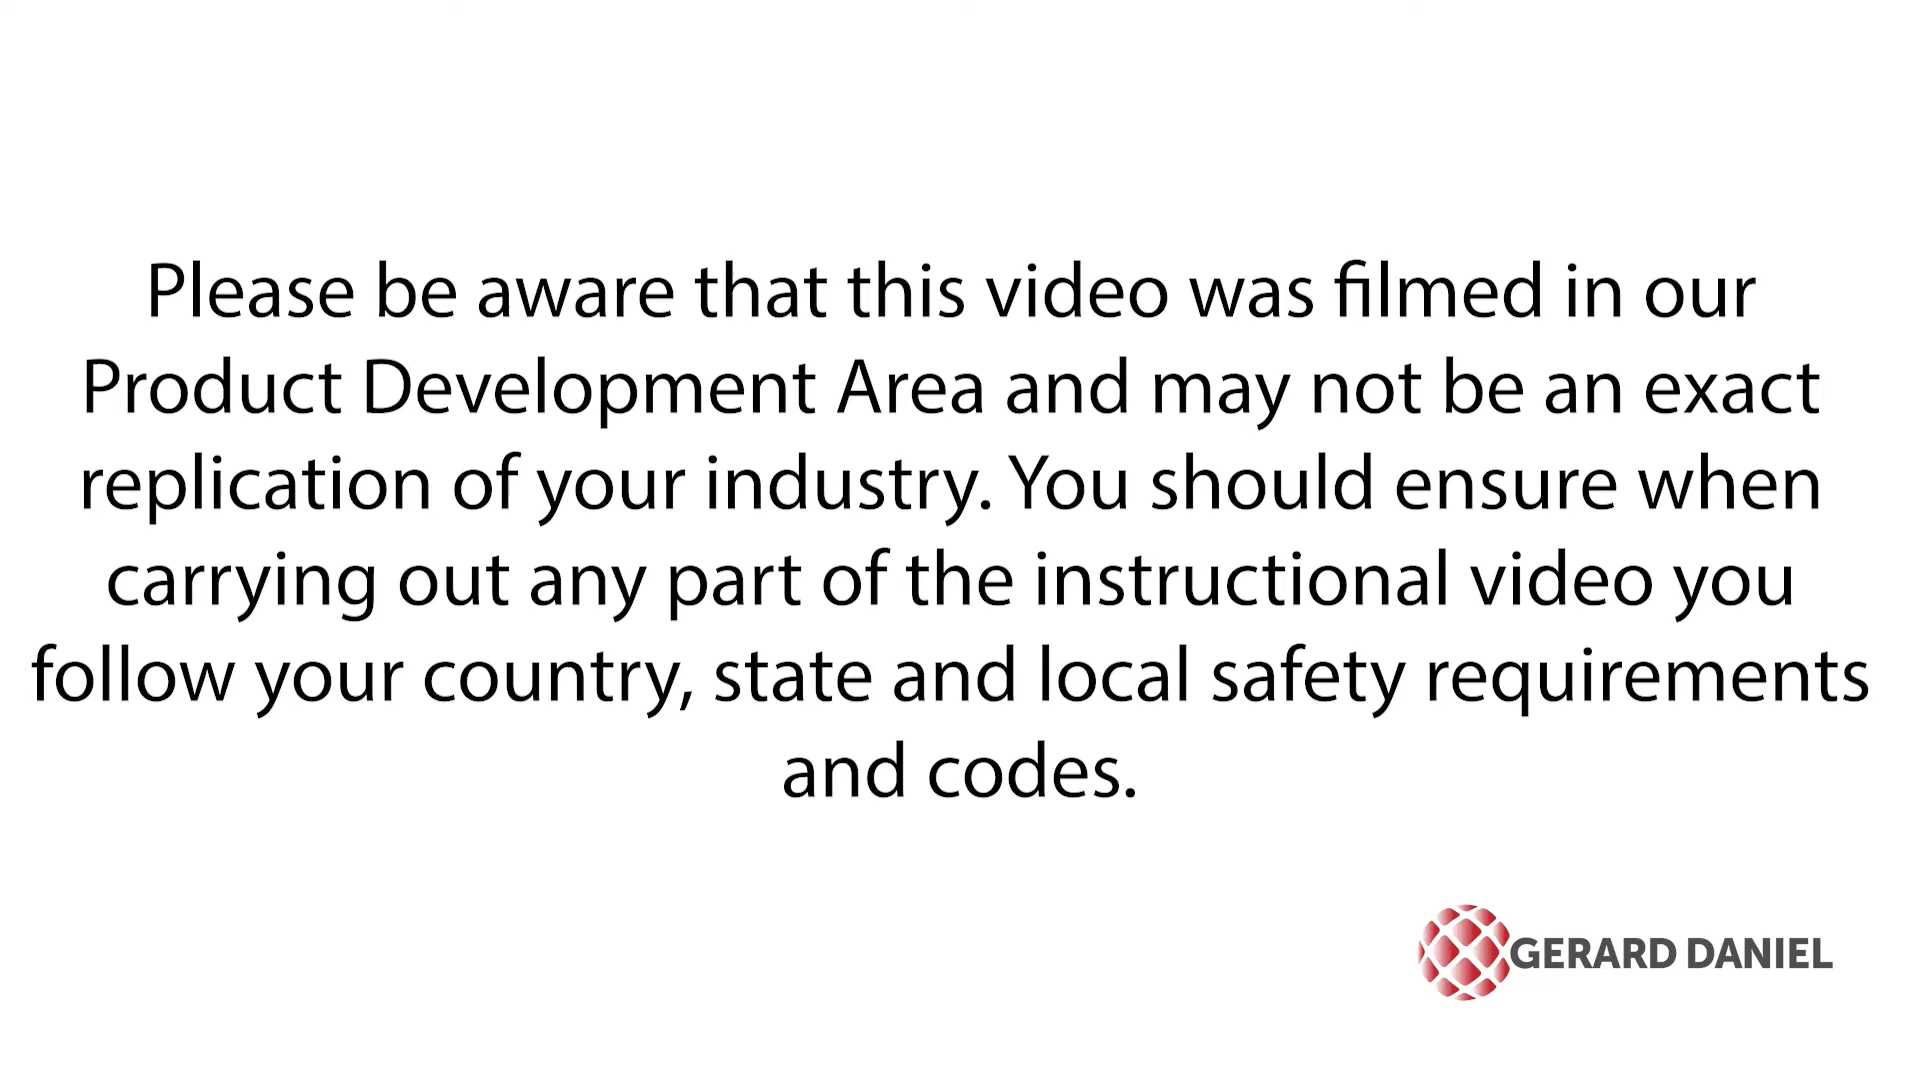 Please be aware that this video was filmed in our
Product Development Area and may not be an exact
replication of your industry. You should ensure when
carrying out any part of the instructional video you
follow your country, state and local safety requirements
and codes.
GERARD DANIEL